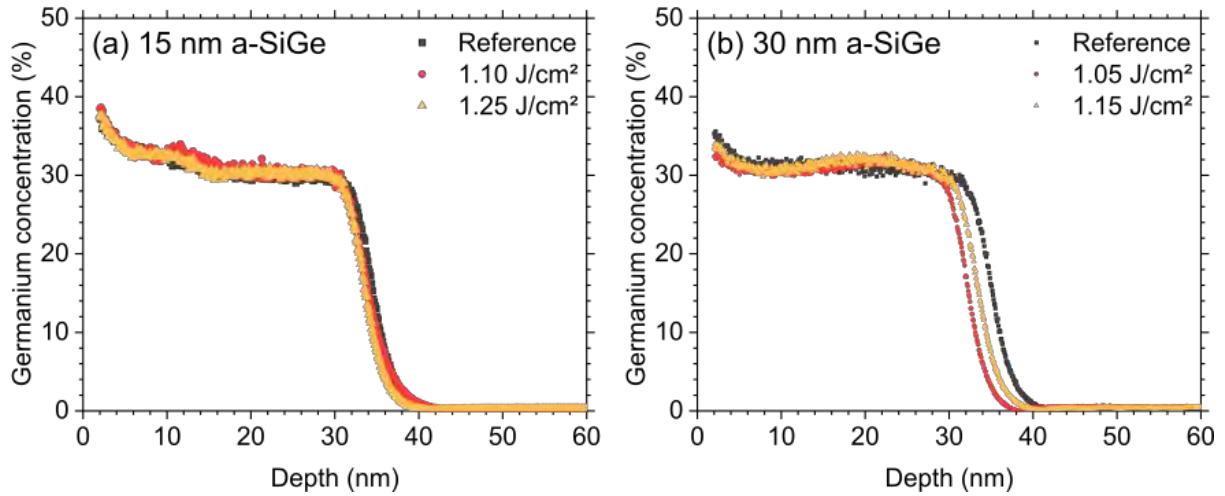 (a) 15 nm a-SiGe
Reference
1.10 J/cm²
1.25 J/cm²
Germanium concentration (%)
50
40
30
20
10
0
0 10 20 30 40 50 60
Depth (nm)
(b) 30 nm a-SiGe
Reference
1.05 J/cm²
1.15 J/cm²
Germanium concentration (%)
50
40
30
20
10
0
0 10 20 30 40 50 60
Depth (nm)